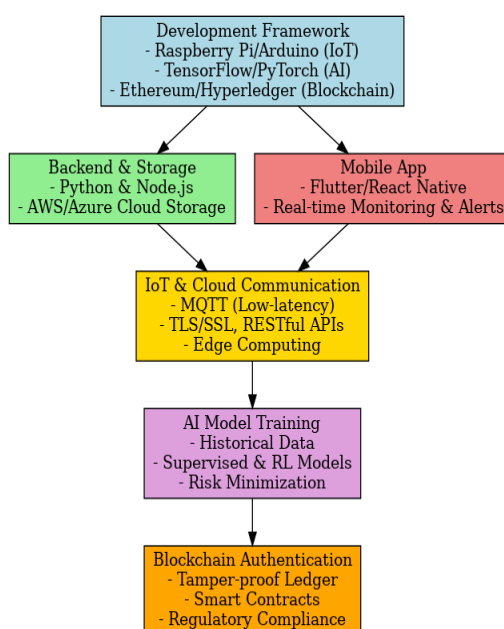 Development Framework
- Raspberry Pi/Arduino (IoT)
- TensorFlow/PyTorch (AI)
- Ethereum/Hyperledger (Blockchain)
Backend & Storage
- Python & Node.js
- AWS/Azure Cloud Storage
Mobile App
- Flutter/React Native
- Real-time Monitoring & Alerts
IoT & Cloud Communication
- MQTT (Low-latency)
- TLS/SSL, RESTful APIs
- Edge Computing
AI Model Training
- Historical Data
- Supervised & RL Models
- Risk Minimization
Blockchain Authentication
- Tamper-proof Ledger
- Smart Contracts
- Regulatory Compliance